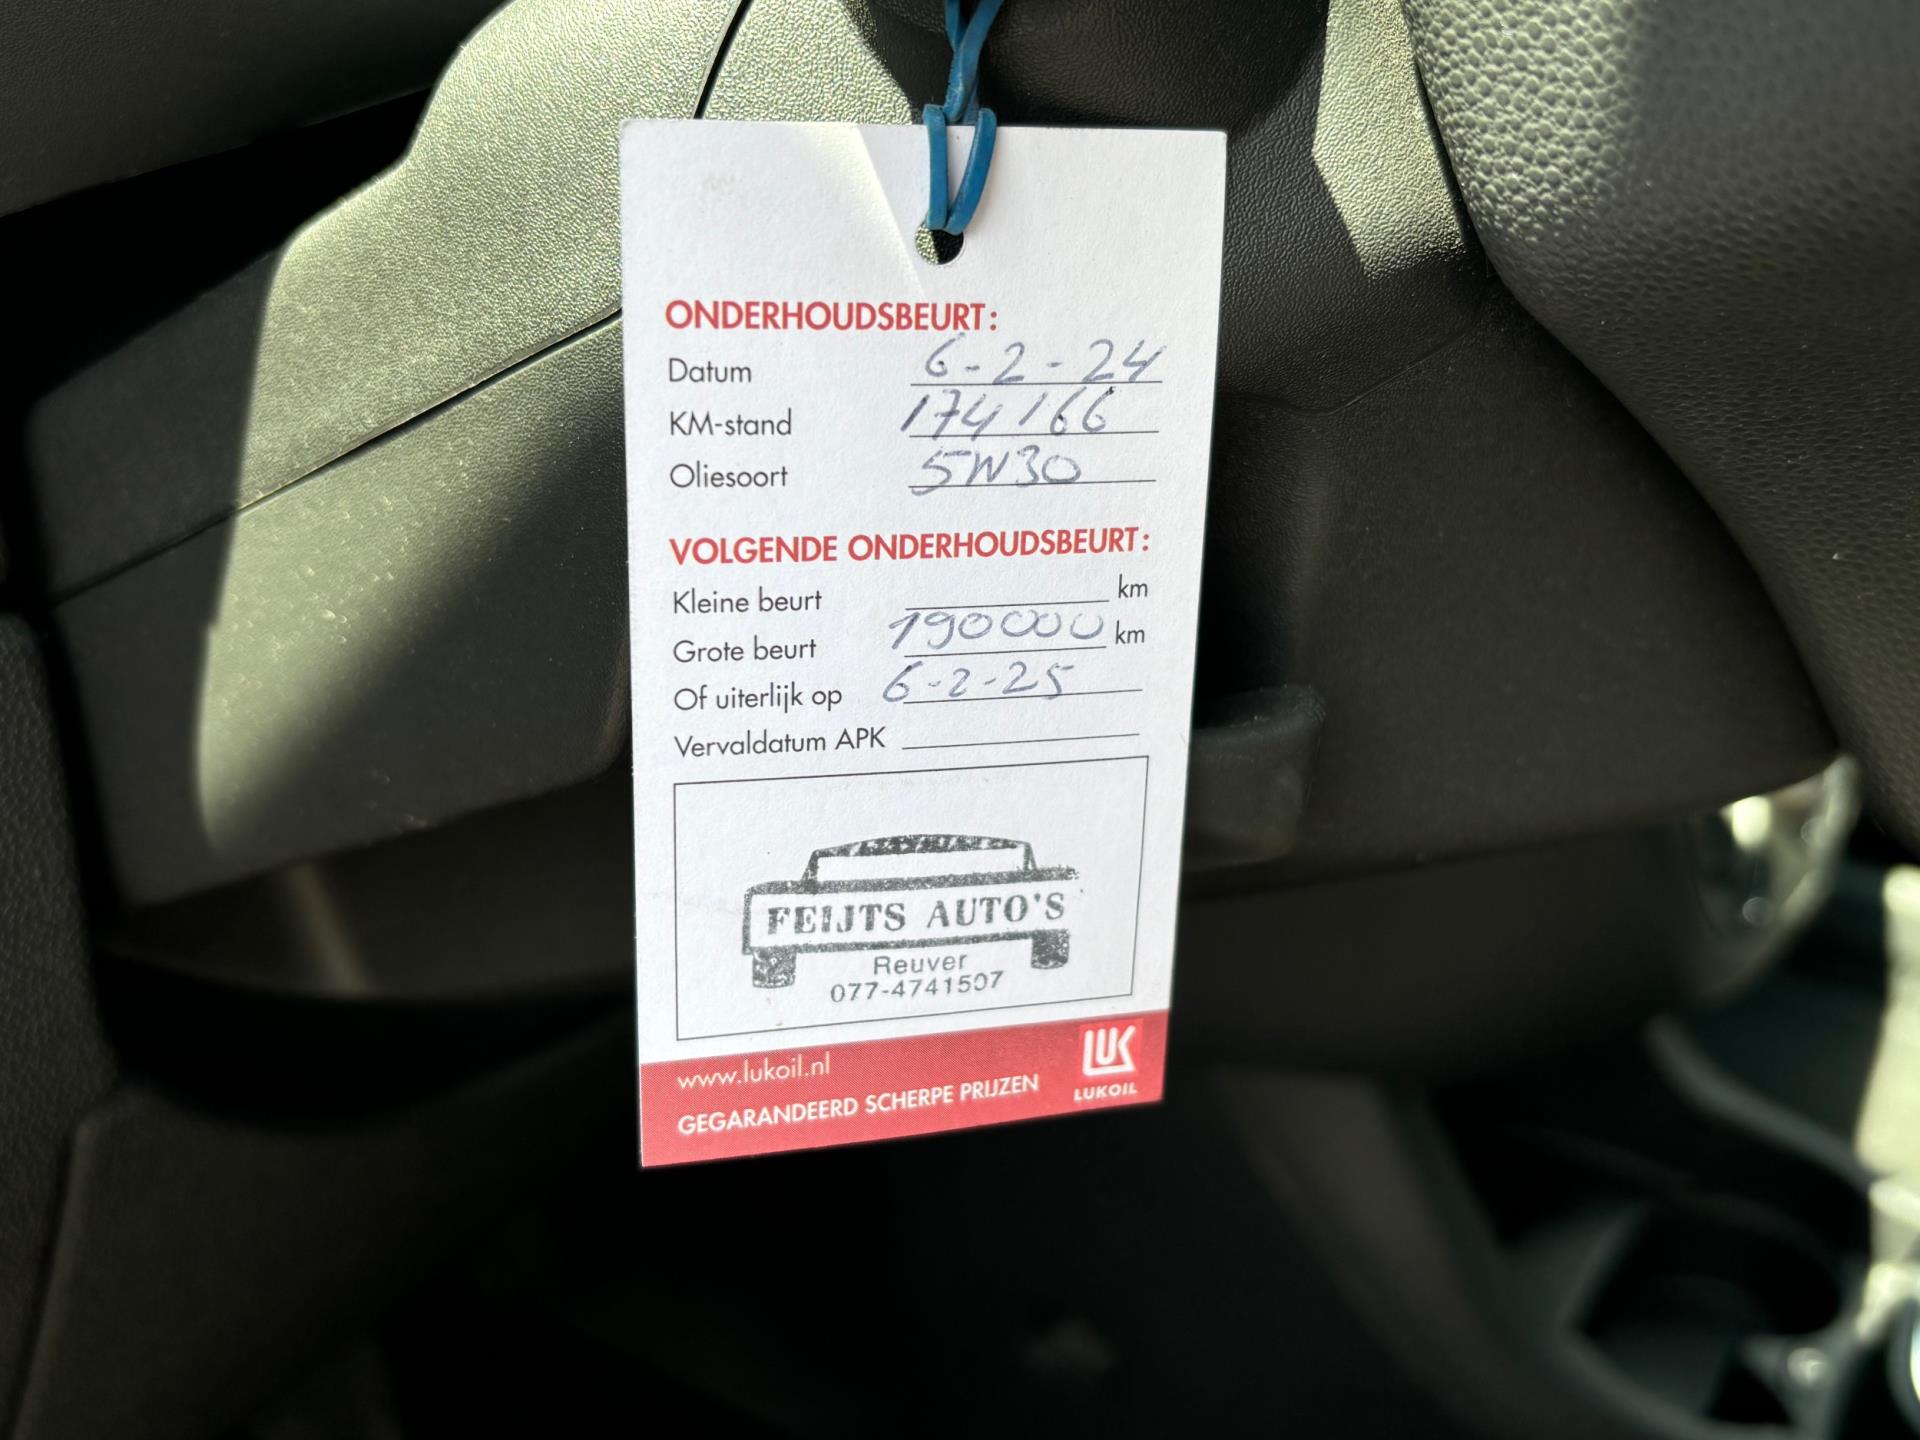 ONDERHOUDSBEURT:
Datum 6-2-24
KM-stand 174166
Oliesoort 5W30
VOLGENDE ONDERHOUDSBEURT:
Kleine beurt km
Grote beurt 190000 km
Of uiterlijk op 6-2-25
Vervaldatum APK
FEIJTS AUTO'S
Reuver
077-4741507
www.lukoil.nl
GEGARANDEERD SCHERPE PRIJZEN
LUK
LUKOIL